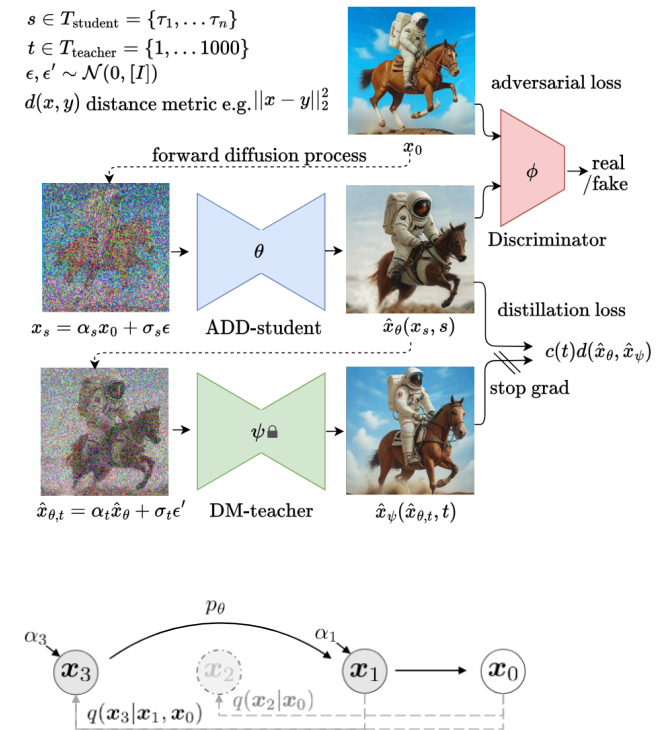 s ∈ T_student = {τ_1, … τ_n}
t ∈ T_teacher = {1, … 1000}
ϵ, ϵ′ ∼ 𝒩(0, [I])
d(x, y) distance metric e.g. ||x − y||_2^2
adversarial loss
x_0
forward diffusion process
ϕ
real
/fake
Discriminator
θ
x_s = α_s x_0 + σ_s ϵ
ADD-student
x̂_θ(x_s, s)
distillation loss
c(t)d(x̂_θ, x̂_ψ)
stop grad
ψ
x̂_{θ,t} = α_t x̂_θ + σ_t ϵ′
DM-teacher
x̂_ψ(x̂_{θ,t}, t)
p_θ
α_3
α_1
x_3
x_2
x_1
x_0
q(x_3|x_1, x_0)
q(x_2|x_0)